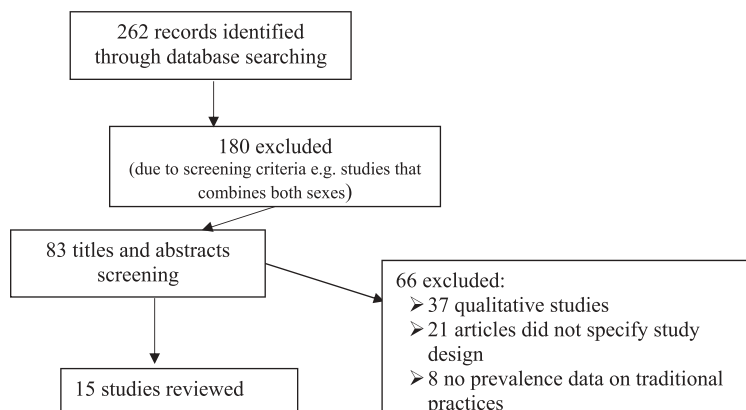 262 records identified
through database searching
180 excluded
(due to screening criteria e.g. studies that
combines both sexes)
83 titles and abstracts
screening
66 excluded:
➢ 37 qualitative studies
➢ 21 articles did not specify study
design
➢ 8 no prevalence data on traditional
practices
15 studies reviewed